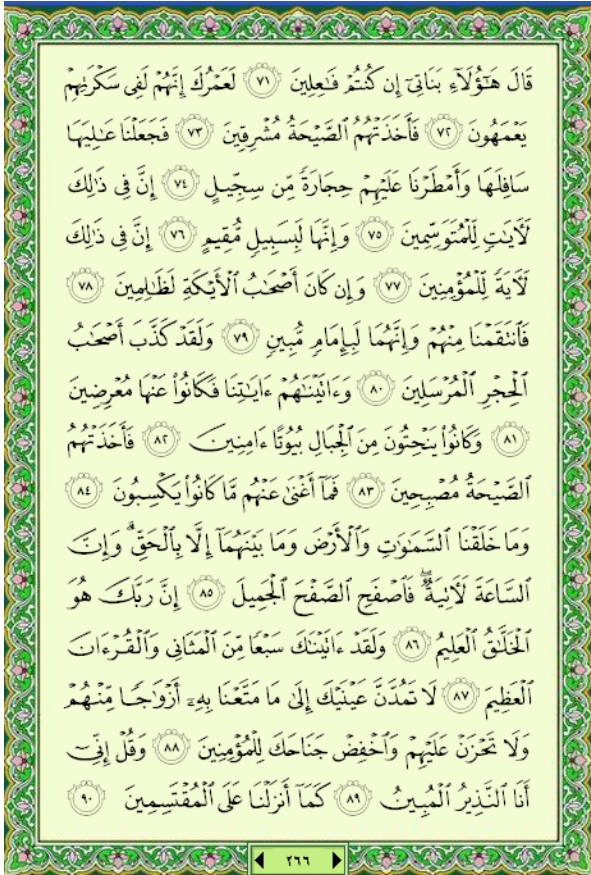 قَالَ هَـٰٓؤُلَآءِ بَنَاتِىٓ إِن كُنتُمۡ فَـٰعِلِينَ ٧١ لَعَمۡرُكَ إِنَّهُمۡ لَفِى سَكۡرَتِهِمۡ
يَعۡمَهُونَ ٧٢ فَأَخَذَتۡهُمُ ٱلصَّيۡحَةُ مُشۡرِقِينَ ٧٣ فَجَعَلۡنَا عَـٰلِيَهَا
سَافِلَهَا وَأَمۡطَرۡنَا عَلَيۡهِمۡ حِجَارَةً مِّن سِجِّيلٍ ٧٤ إِنَّ فِى ذَٰلِكَ
لَـَٔايَـٰتٍ لِّلۡمُتَوَسِّمِينَ ٧٥ وَإِنَّهَا لَبِسَبِيلٍ مُّقِيمٍ ٧٦ إِنَّ فِى ذَٰلِكَ
لَـَٔايَةً لِّلۡمُؤۡمِنِينَ ٧٧ وَإِن كَانَ أَصۡحَـٰبُ ٱلۡأَيۡكَةِ لَظَـٰلِمِينَ ٧٨
فَٱنتَقَمۡنَا مِنۡهُمۡ وَإِنَّهُمَا لَبِإِمَامٍ مُّبِينٍ ٧٩ وَلَقَدۡ كَذَّبَ أَصۡحَـٰبُ
ٱلۡحِجۡرِ ٱلۡمُرۡسَلِينَ ٨٠ وَءَاتَيۡنَـٰهُمۡ ءَايَـٰتِنَا فَكَانُوا۟ عَنۡهَا مُعۡرِضِينَ
٨١ وَكَانُوا۟ يَنۡحِتُونَ مِنَ ٱلۡجِبَالِ بُيُوتًا ءَامِنِينَ ٨٢ فَأَخَذَتۡهُمُ
ٱلصَّيۡحَةُ مُصۡبِحِينَ ٨٣ فَمَآ أَغۡنَىٰ عَنۡهُم مَّا كَانُوا۟ يَكۡسِبُونَ ٨٤
وَمَا خَلَقۡنَا ٱلسَّمَـٰوَٰتِ وَٱلۡأَرۡضَ وَمَا بَيۡنَهُمَآ إِلَّا بِٱلۡحَقِّ ۗ وَإِنَّ
ٱلسَّاعَةَ لَـَٔاتِيَةٌ ۖ فَٱصۡفَحِ ٱلصَّفۡحَ ٱلۡجَمِيلَ ٨٥ إِنَّ رَبَّكَ هُوَ
ٱلۡخَلَّـٰقُ ٱلۡعَلِيمُ ٨٦ وَلَقَدۡ ءَاتَيۡنَـٰكَ سَبۡعًا مِّنَ ٱلۡمَثَانِى وَٱلۡقُرۡءَانَ
ٱلۡعَظِيمَ ٨٧ لَا تَمُدَّنَّ عَيۡنَيۡكَ إِلَىٰ مَا مَتَّعۡنَا بِهِۦٓ أَزۡوَٰجًا مِّنۡهُمۡ
وَلَا تَحۡزَنۡ عَلَيۡهِمۡ وَٱخۡفِضۡ جَنَاحَكَ لِلۡمُؤۡمِنِينَ ٨٨ وَقُلۡ إِنِّىٓ
أَنَا ٱلنَّذِيرُ ٱلۡمُبِينُ ٨٩ كَمَآ أَنزَلۡنَا عَلَى ٱلۡمُقۡتَسِمِينَ ٩٠
٢٦٦